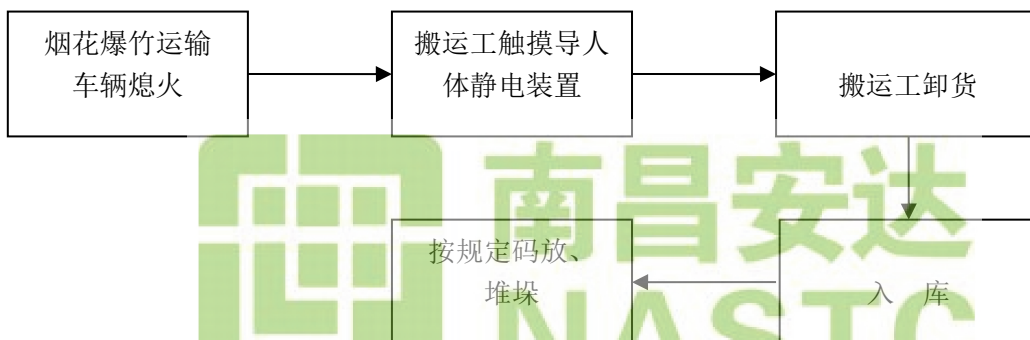 烟花爆竹运输
车辆熄火
搬运工触摸导人
体静电装置
搬运工卸货
入 库
按规定码放、
堆垛
南昌安达
NASTC